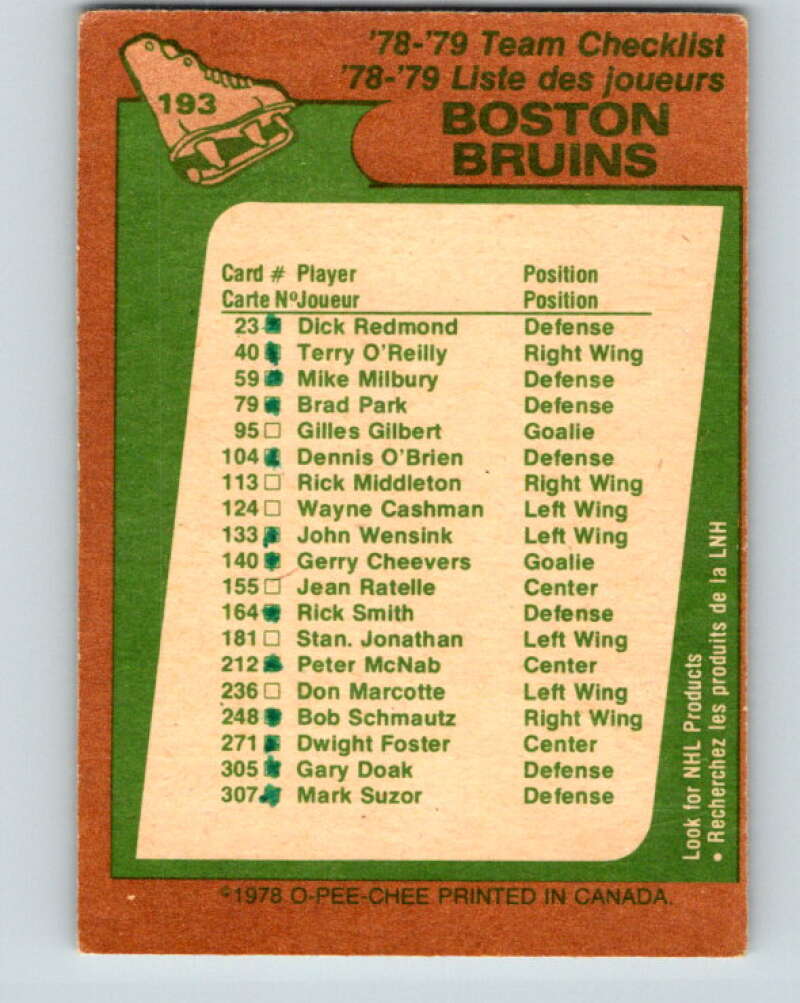 '78-'79 Team Checklist
'78-'79 Liste des joueurs
193
BOSTON
BRUINS
Card # Player Position
Carte NºJoueur Position
23 Dick Redmond Defense
40 Terry O'Reilly Right Wing
59 Mike Milbury Defense
79 Brad Park Defense
95 □ Gilles Gilbert Goalie
104 Dennis O'Brien Defense
113 □ Rick Middleton Right Wing
124 □ Wayne Cashman Left Wing
133 John Wensink Left Wing
140 Gerry Cheevers Goalie
155 □ Jean Ratelle Center
164 Rick Smith Defense
181 □ Stan. Jonathan Left Wing
212 Peter McNab Center
236 □ Don Marcotte Left Wing
248 Bob Schmautz Right Wing
271 Dwight Foster Center
305 Gary Doak Defense
307 Mark Suzor Defense
Look for NHL Products
• Recherchez les produits de la LNH
©1978 O-PEE-CHEE PRINTED IN CANADA.